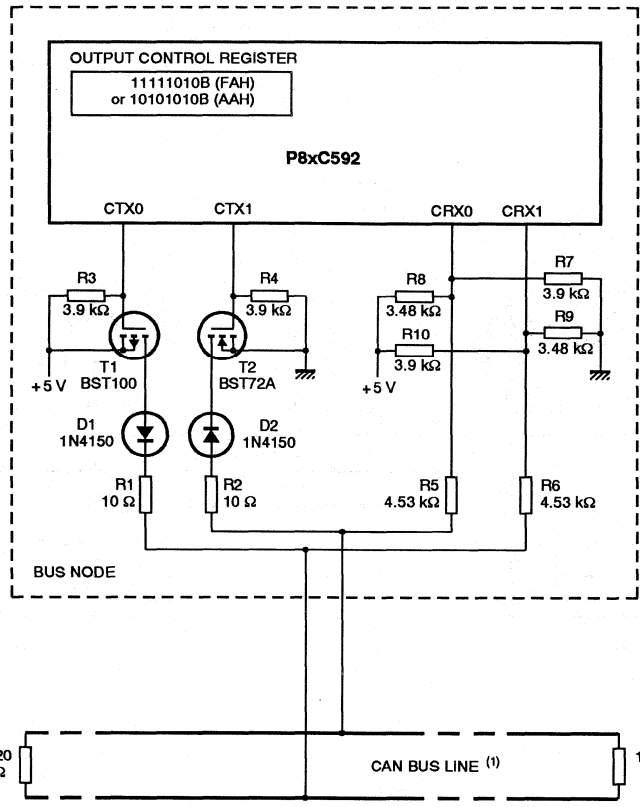 OUTPUT CONTROL REGISTER
11111010B (FAH)
or 10101010B (AAH)
P8xC592
CTX0
CTX1
CRX0
CRX1
R3
3.9 kΩ
R4
3.9 kΩ
R8
3.48 kΩ
R7
3.9 kΩ
R10
3.9 kΩ
R9
3.48 kΩ
+5 V
T1
BST100
T2
BST72A
+5 V
D1
1N4150
D2
1N4150
R1
10 Ω
R2
10 Ω
R5
4.53 kΩ
R6
4.53 kΩ
BUS NODE
20
Ω
CAN BUS LINE (1)
1